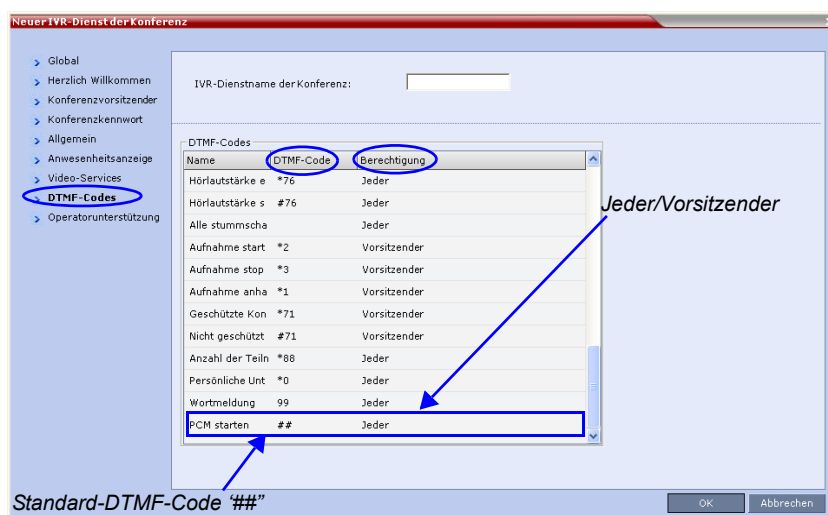 Neuer IVR-Dienst der Konferenz
Global
Herzlich Willkommen
Konferenzvorsitzender
Konferenzkennwort
Allgemein
Anwesenheitsanzeige
Video-Services
DTMF-Codes
Operatorunterstützung
IVR-Dienstname der Konferenz:
DTMF-Codes
Name DTMF-Code Berechtigung
Hörlautstärke e *76 Jeder
Hörlautstärke s #76 Jeder
Alle stummscha Jeder
Aufnahme start *2 Vorsitzender
Aufnahme stop *3 Vorsitzender
Aufnahme anha *1 Vorsitzender
Geschützte Kon *71 Vorsitzender
Nicht geschützt #71 Vorsitzender
Anzahl der Teiln *88 Jeder
Persönliche Unt *0 Jeder
Wortmeldung 99 Jeder
PCM starten ## Jeder
Jeder/Vorsitzender
Standard-DTMF-Code ‘##”
OK Abbrechen